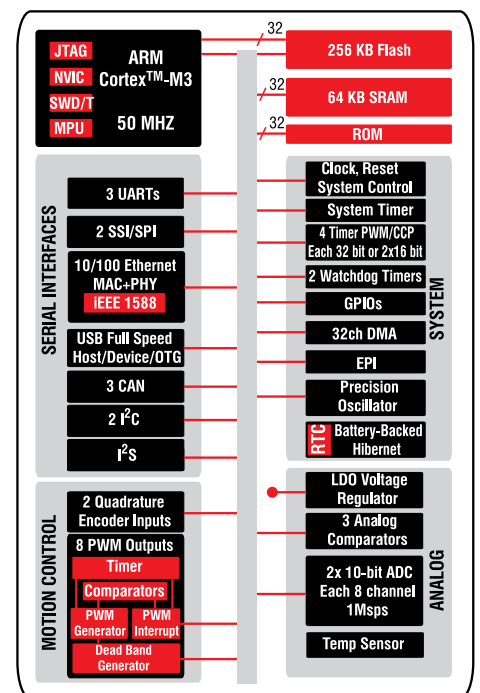 JTAG
NVIC
SWD/T
MPU
ARM
Cortex™-M3
50 MHZ
32
256 KB Flash
32
64 KB SRAM
32
ROM
SERIAL INTERFACES
3 UARTs
2 SSI/SPI
10/100 Ethernet
MAC+PHY
iEEE 1588
USB Full Speed
Host/Device/OTG
3 CAN
2 I²C
I²S
SYSTEM
Clock, Reset
System Control
System Timer
4 Timer PWM/CCP
Each 32 bit or 2x16 bit
2 Watchdog Timers
GPIOs
32ch DMA
EPI
Precision
Oscillator
RTC
Battery-Backed
Hibernet
MOTION CONTROL
2 Quadrature
Encoder Inputs
8 PWM Outputs
Timer
Comparators
PWM
Generator
PWM
Interrupt
Dead Band
Generator
ANALOG
LDO Voltage
Regulator
3 Analog
Comparators
2x 10-bit ADC
Each 8 channel
1Msps
Temp Sensor